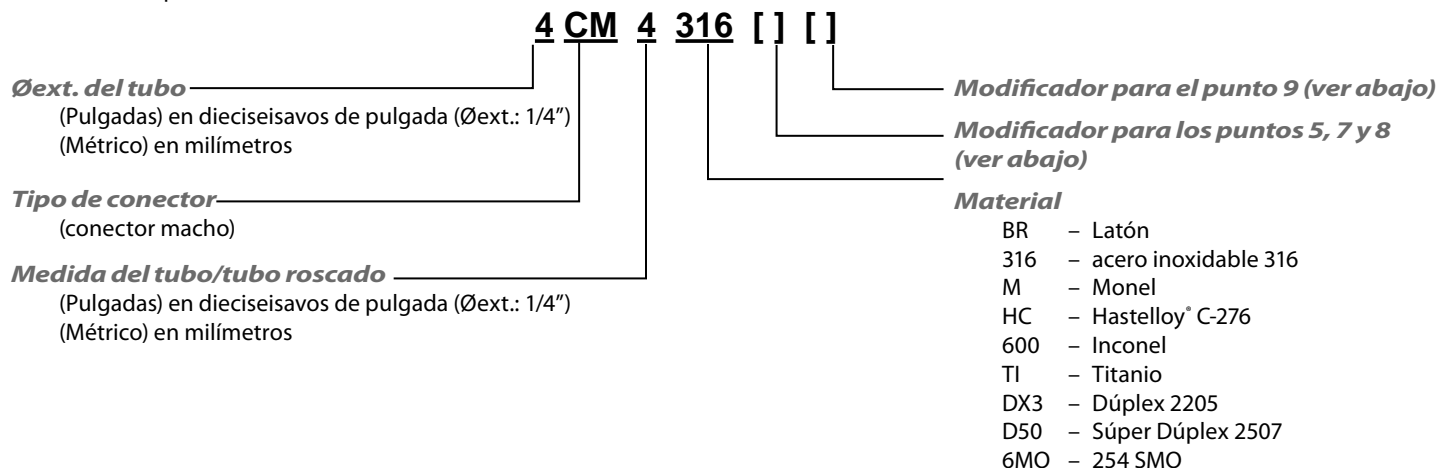 4 CM 4 316 [ ] [ ]
Øext. del tubo
(Pulgadas) en dieciseisavos de pulgada (Øext.: 1/4”)
(Métrico) en milímetros
Tipo de conector
(conector macho)
Medida del tubo/tubo roscado
(Pulgadas) en dieciseisavos de pulgada (Øext.: 1/4”)
(Métrico) en milímetros
Modificador para el punto 9 (ver abajo)
Modificador para los puntos 5, 7 y 8
(ver abajo)
Material
BR – Latón
316 – acero inoxidable 316
M – Monel
HC – Hastelloy® C-276
600 – Inconel
TI – Titanio
DX3 – Dúplex 2205
D50 – Súper Dúplex 2507
6MO – 254 SMO